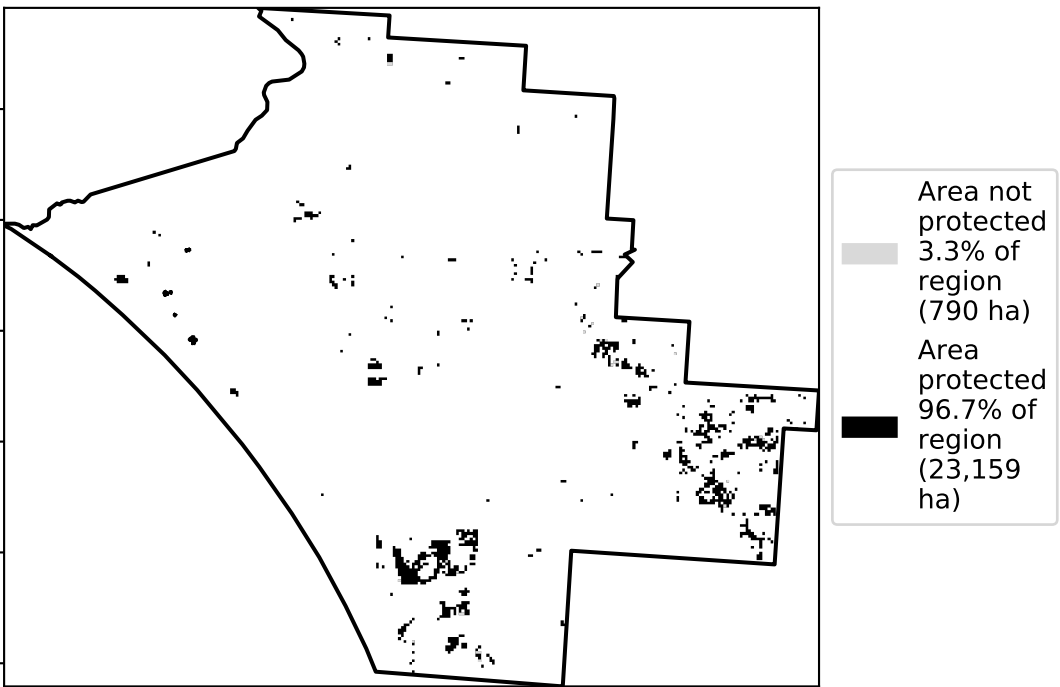 Area not
protected
3.3% of
region
(790 ha)
Area
protected
96.7% of
region
(23,159
ha)